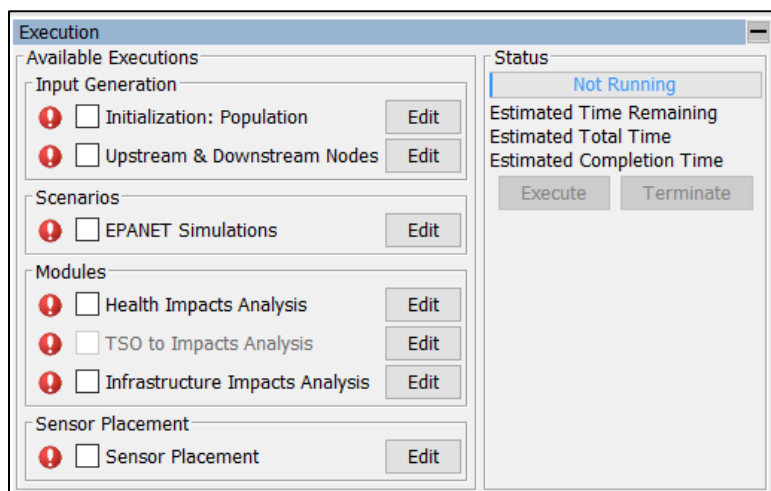 Execution
Available Executions
Input Generation
Initialization: Population Edit
Upstream & Downstream Nodes Edit
Scenarios
EPANET Simulations Edit
Modules
Health Impacts Analysis Edit
TSO to Impacts Analysis Edit
Infrastructure Impacts Analysis Edit
Sensor Placement
Sensor Placement Edit
Status
Not Running
Estimated Time Remaining
Estimated Total Time
Estimated Completion Time
Execute Terminate